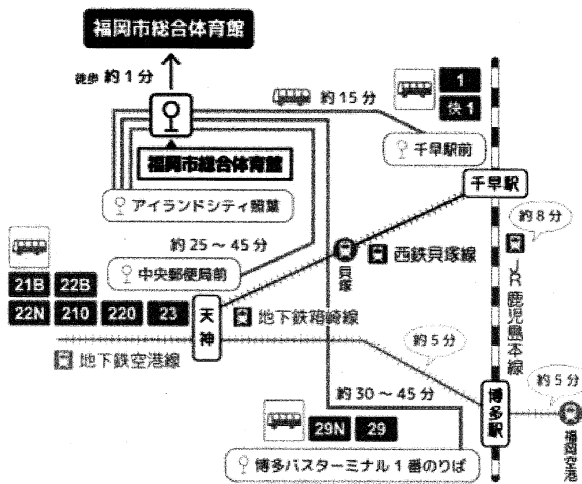 福岡市総合体育館
徒歩 約1分
約15分
1
快1
千早駅前
福岡市総合体育館
千早駅
アイランドシティ照葉
約8分
約25～45分
貝塚
西鉄貝塚線
JR鹿児島本線
中央郵便局前
21B 22B
22N 210 220 23
天神
地下鉄箱崎線
地下鉄空港線
約5分
約30～45分
約5分
博多駅
福岡空港
29N 29
博多バスターミナル1番のりば